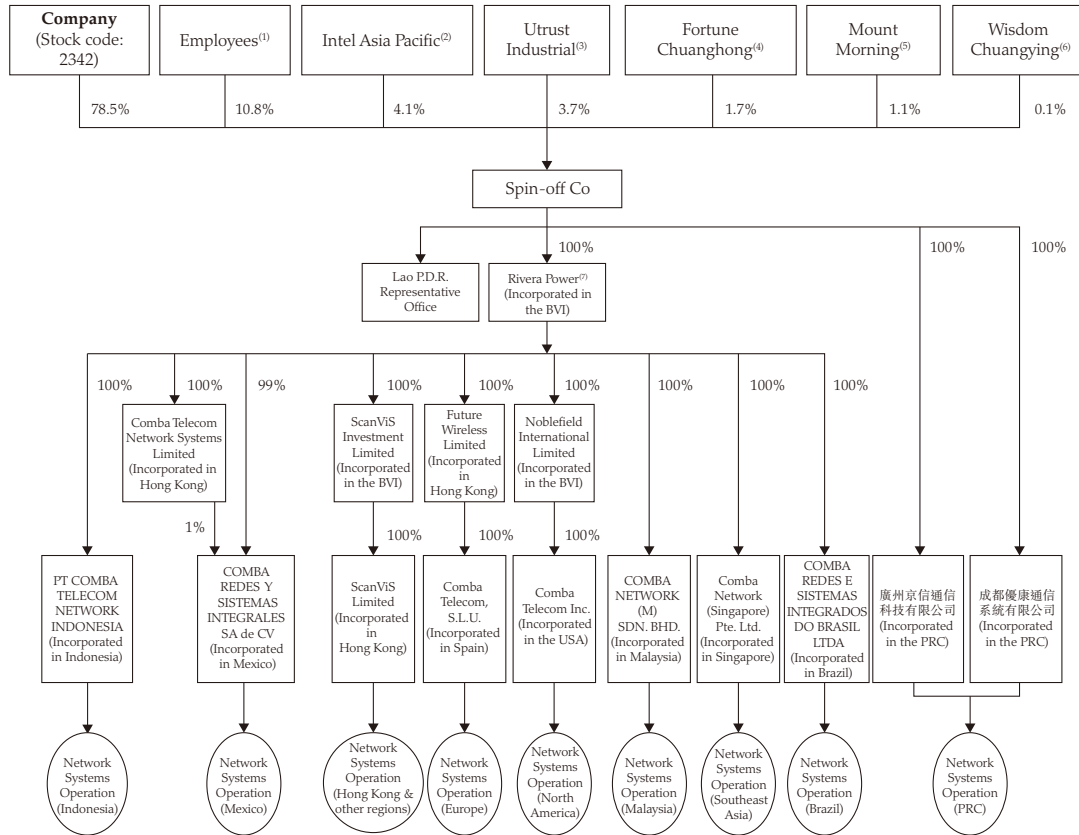 Company
(Stock code:
2342)
Employees(1)
Intel Asia Pacific(2)
Utrust
Industrial(3)
Fortune
Chuanghong(4)
Mount
Morning(5)
Wisdom
Chuangying(6)
78.5%
10.8%
4.1%
3.7%
1.7%
1.1%
0.1%
Spin-off Co
100%
100%
100%
Lao P.D.R.
Representative
Office
Rivera Power(7)
(Incorporated in
the BVI)
100%
100%
99%
100%
100%
100%
100%
100%
100%
Comba Telecom
Network Systems
Limited
(Incorporated in
Hong Kong)
ScanViS
Investment
Limited
(Incorporated
in the BVI)
Future
Wireless
Limited
(Incorporated
in
Hong Kong)
Noblefield
International
Limited
(Incorporated
in the BVI)
1%
100%
100%
100%
PT COMBA
TELECOM
NETWORK
INDONESIA
(Incorporated
in Indonesia)
COMBA
REDES Y
SISTEMAS
INTEGRALES
SA de CV
(Incorporated
in Mexico)
ScanViS
Limited
(Incorporated
in
Hong Kong)
Comba
Telecom,
S.L.U.
(Incorporated
in Spain)
Comba
Telecom Inc.
(Incorporated
in the USA)
COMBA
NETWORK
(M)
SDN. BHD.
(Incorporated
in Malaysia)
Comba
Network
(Singapore)
Pte. Ltd.
(Incorporated
in Singapore)
COMBA
REDES E
SISTEMAS
INTEGRADOS
DO BRASIL
LTDA
(Incorporated
in Brazil)
廣州京信通信
科技有限公司
(Incorporated
in the PRC)
成都優康通信
系統有限公司
(Incorporated
in the PRC)
Network
Systems
Operation
(Indonesia)
Network
Systems
Operation
(Mexico)
Network
Systems
Operation
(Hong Kong &
other regions)
Network
Systems
Operation
(Europe)
Network
Systems
Operation
(North
America)
Network
Systems
Operation
(Malaysia)
Network
Systems
Operation
(Southeast
Asia)
Network
Systems
Operation
(Brazil)
Network
Systems
Operation
(PRC)